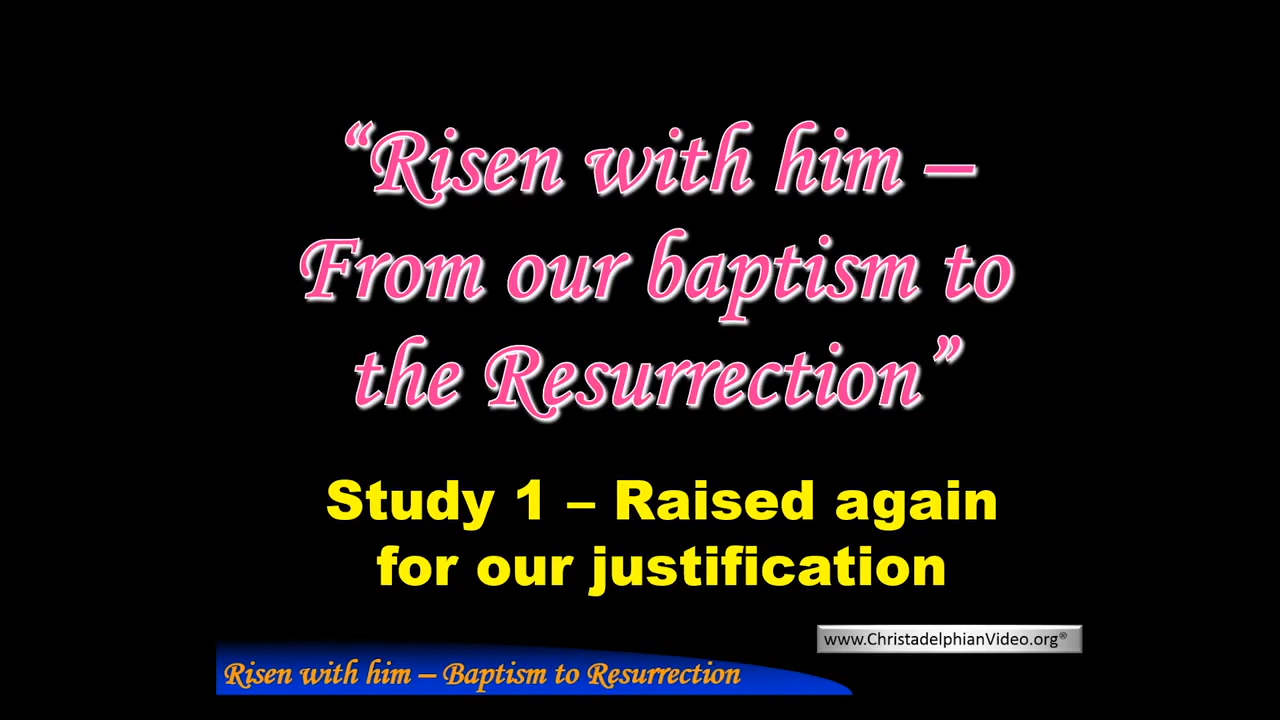 “Risen with him –
From our baptism to
the Resurrection”
Study 1 – Raised again
for our justification
www.ChristadelphianVideo.org®
Risen with him – Baptism to Resurrection